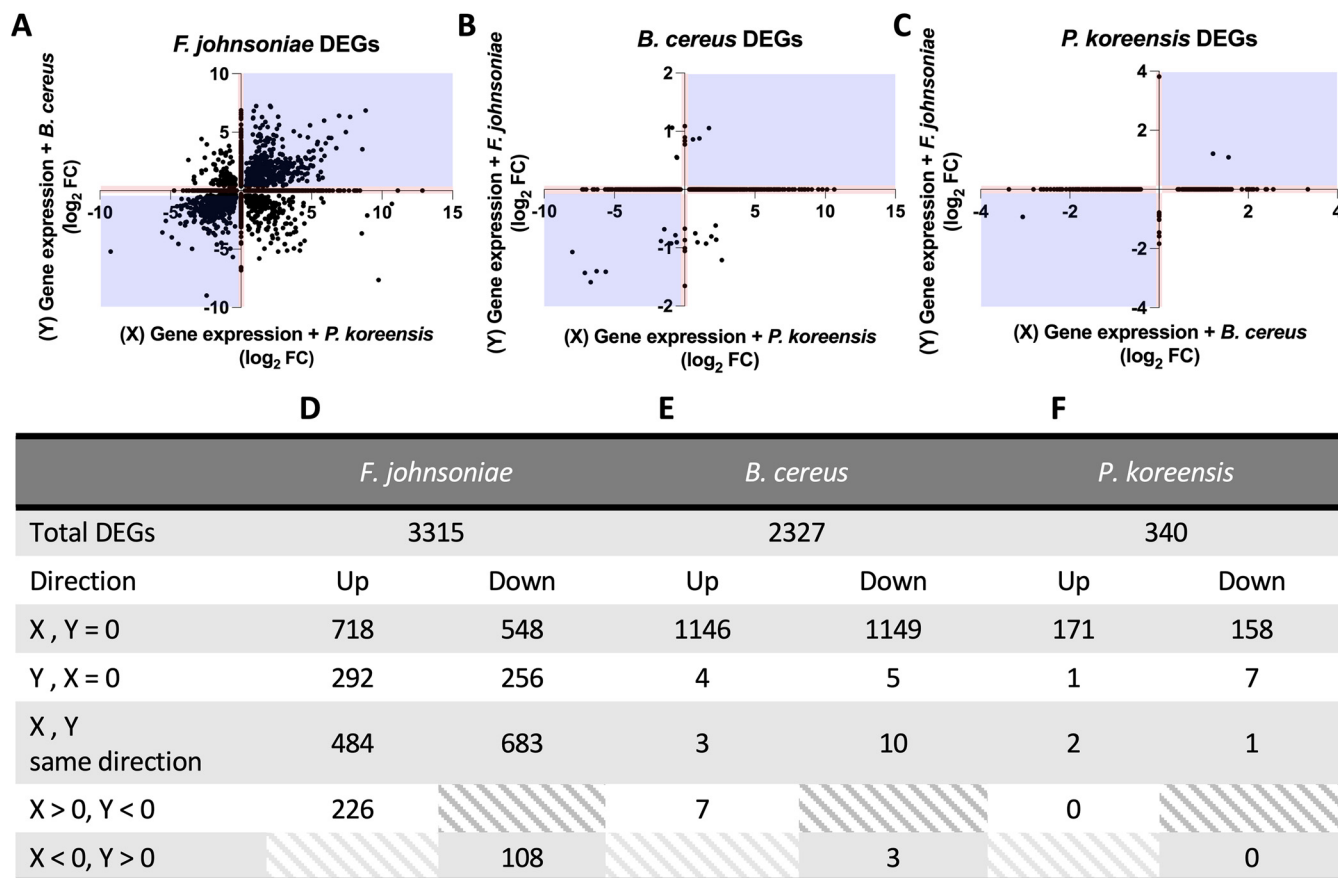 A
F. johnsoniae DEGs
(Y) Gene expression + B. cereus
(log2 FC)
10
5
-5
-10
-10
-5
5
10
15
(X) Gene expression + P. koreensis
(log2 FC)
B
B. cereus DEGs
(Y) Gene expression + F. johnsoniae
(log2 FC)
2
1
-1
-2
-10
-5
5
10
15
(X) Gene expression + P. koreensis
(log2 FC)
C
P. koreensis DEGs
(Y) Gene expression + F. johnsoniae
(log2 FC)
4
2
-2
-4
-4
-2
2
4
(X) Gene expression + B. cereus
(log2 FC)
D E F
F. johnsoniae B. cereus P. koreensis
Total DEGs 3315 2327 340
Direction Up Down Up Down Up Down
X , Y = 0 718 548 1146 1149 171 158
Y , X = 0 292 256 4 5 1 7
X , Y
same direction 484 683 3 10 2 1
X > 0, Y < 0 226 7 0
X < 0, Y > 0 108 3 0